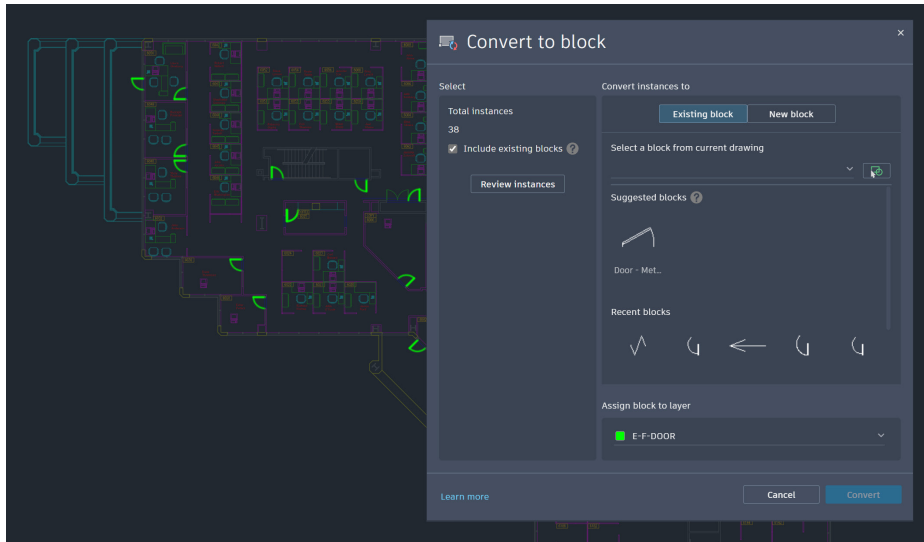 Convert to block
Select
Total instances
38
Include existing blocks ?
Review instances
Convert instances to
Existing block
New block
Select a block from current drawing
Suggested blocks ?
Door - Met...
Recent blocks
Assign block to layer
E-F-DOOR
Learn more
Cancel
Convert